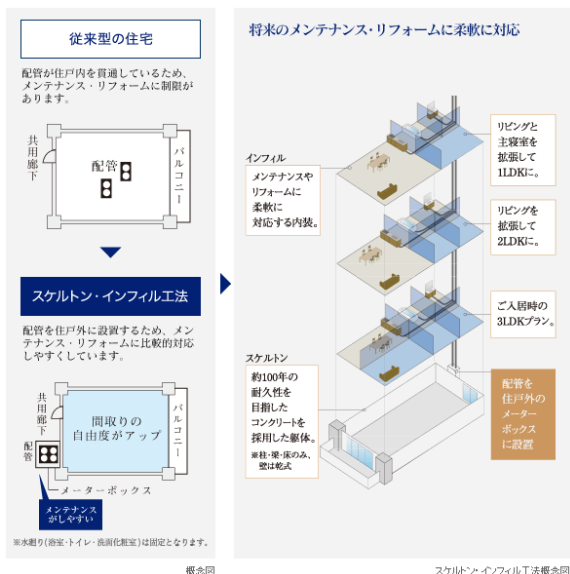 従来型の住宅
配管が住戸内を貫通しているため、
メンテナンス・リフォームに制限が
あります。
共用廊下
配管
バルコニー
スケルトン・インフィル工法
配管を住戸外に設置するため、メン
テナンス・リフォームに比較的対応
しやすくしています。
共用廊下
間取りの
自由度がアップ
バルコニー
配管
メーターボックス
メンテナンス
がしやすい
※水廻り(浴室・トイレ・洗面化粧室)は固定となります。
概念図
将来のメンテナンス・リフォームに柔軟に対応
インフィル
メンテナンスや
リフォームに
柔軟に
対応する内装。
リビングと
主寝室を
拡張して
1LDKに。
リビングを
拡張して
2LDKに。
ご入居時の
3LDKプラン。
スケルトン
約100年の
耐久性を
目指した
コンクリートを
採用した躯体。
※柱・梁・床のみ、
壁は乾式
配管を
住戸外の
メーター
ボックス
に設置
スケルトン・インフィル工法概念図